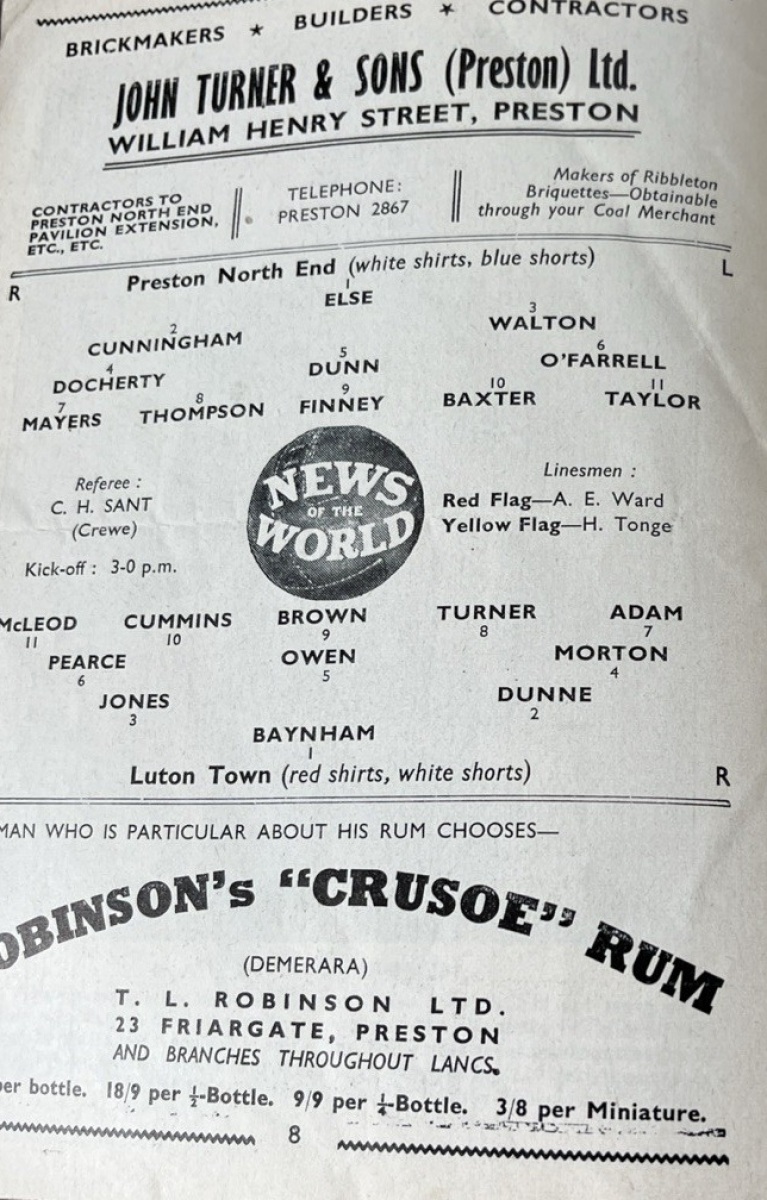 BRICKMAKERS ★ BUILDERS ★ CONTRACTORS
JOHN TURNER & SONS (Preston) Ltd.
WILLIAM HENRY STREET, PRESTON
CONTRACTORS TO
PRESTON NORTH END
PAVILION EXTENSION,
ETC., ETC.
TELEPHONE:
PRESTON 2867
Makers of Ribbleton
Briquettes—Obtainable
through your Coal Merchant
R Preston North End (white shirts, blue shorts) L
1
ELSE
2 3
CUNNINGHAM WALTON
4 5 6
DOCHERTY DUNN O'FARRELL
7 8 9 10 11
MAYERS THOMPSON FINNEY BAXTER TAYLOR
Referee :
C. H. SANT
(Crewe)
Kick-off : 3-0 p.m.
NEWS
OF THE
WORLD
Linesmen :
Red Flag—A. E. Ward
Yellow Flag—H. Tonge
McLEOD CUMMINS BROWN TURNER ADAM
11 10 9 8 7
PEARCE OWEN MORTON
6 5 4
JONES DUNNE
3 2
BAYNHAM
1
Luton Town (red shirts, white shorts) R
MAN WHO IS PARTICULAR ABOUT HIS RUM CHOOSES—
OBINSON's "CRUSOE" RUM
(DEMERARA)
T. L. ROBINSON LTD.
23 FRIARGATE, PRESTON
AND BRANCHES THROUGHOUT LANCS.
per bottle. 18/9 per ½-Bottle. 9/9 per ¼-Bottle. 3/8 per Miniature.
8